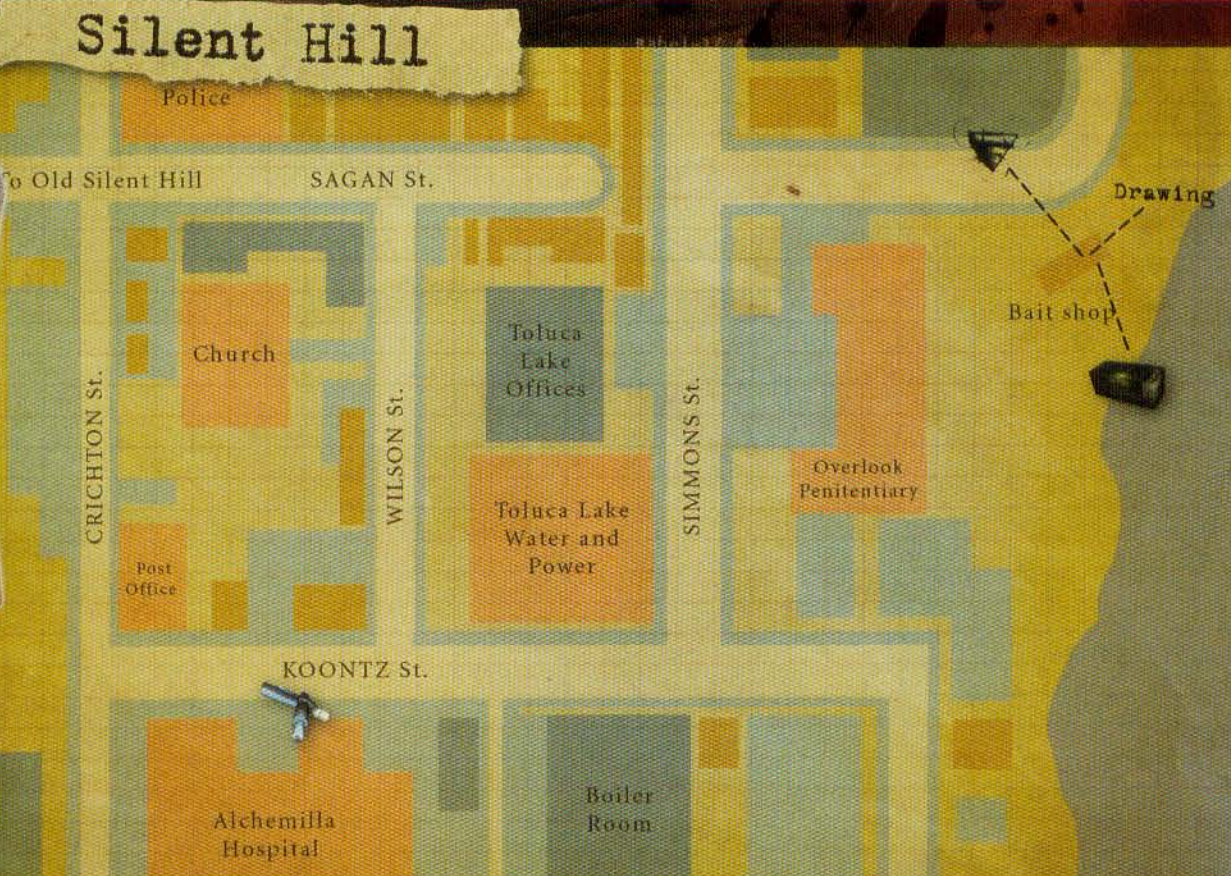 Silent Hill
Police
To Old Silent Hill
SAGAN St.
Drawing
Bait shop
Church
Toluca
Lake
Offices
CRICHTON St.
WILSON St.
SIMMONS St.
Overlook
Penitentiary
Toluca Lake
Water and
Power
Post
Office
KOONTZ St.
Alchemilla
Hospital
Boiler
Room